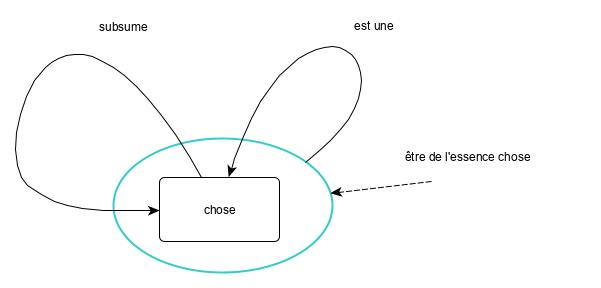 subsume
est une
être de l'essence chose
chose